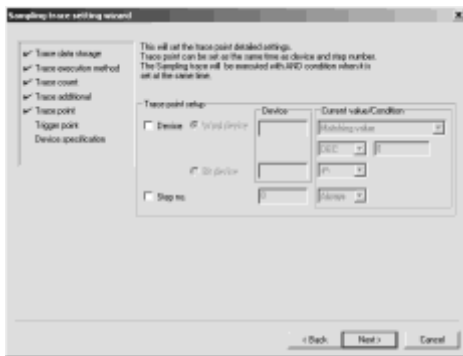 Sampling trace setting wizard
Trace data storage
Trace execution method
Trace count
Trace additional
Trace point
Trigger point
Device specification
This will set the trace point detailed settings.
Trace point can be set as the same time as device and step number.
The Sampling trace will be executed with AND condition when it is
set at the same time.
Trace point setup
Device
Current value/Condition
Device
Word device
Matching value
DEC
0
Bit device
Step no.
0
Always
< Back
Next >
Cancel